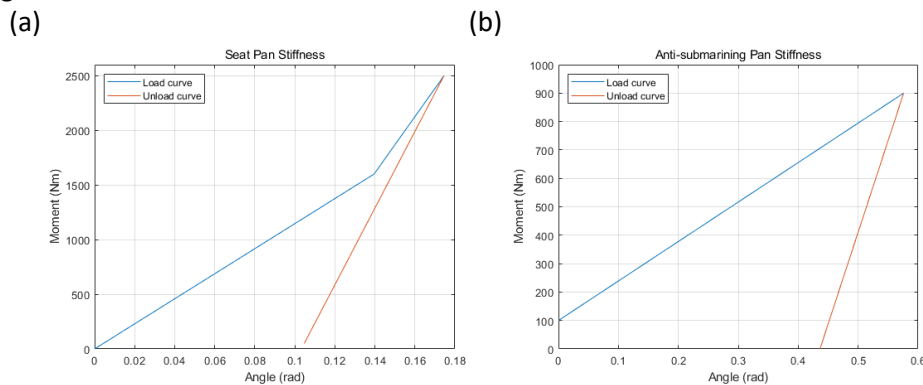 (a)
Seat Pan Stiffness
Load curve
Unload curve
2500
2000
1500
1000
500
0
Moment (Nm)
0 0.02 0.04 0.06 0.08 0.1 0.12 0.14 0.16 0.18
Angle (rad)
(b)
Anti-submarining Pan Stiffness
Load curve
Unload curve
1000
900
800
700
600
500
400
300
200
100
0
Moment (Nm)
0 0.1 0.2 0.3 0.4 0.5 0.6
Angle (rad)